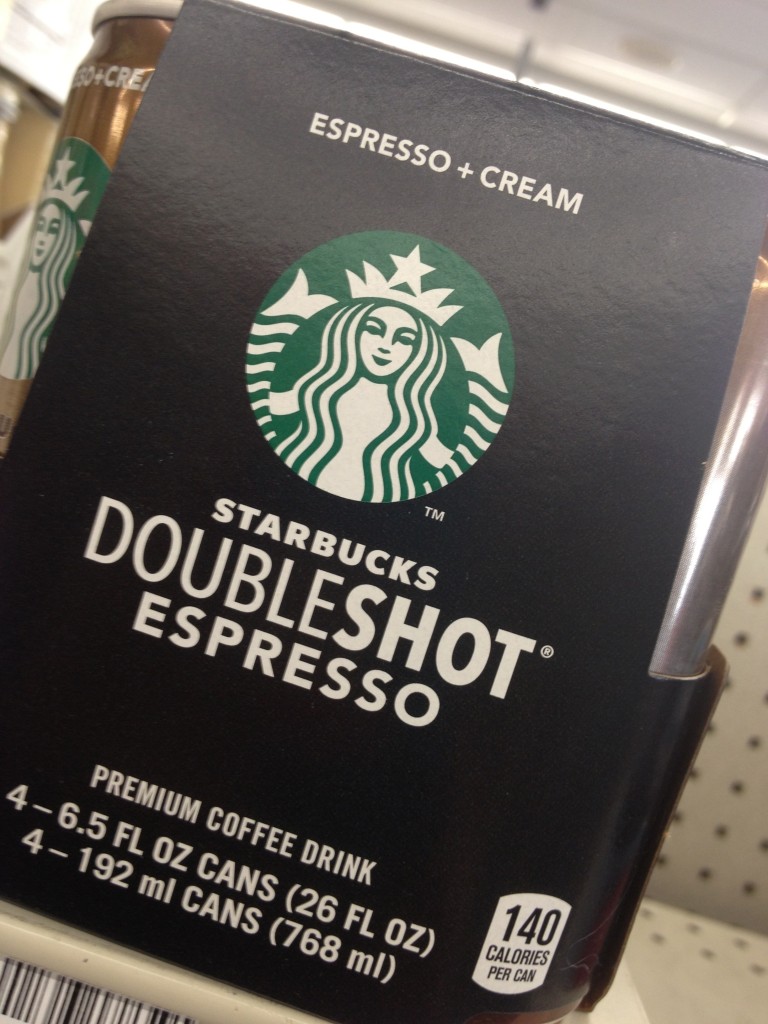 ESPRESSO + CREAM
TM
STARBUCKS
DOUBLESHOT®
ESPRESSO
PREMIUM COFFEE DRINK
4 – 6.5 FL OZ CANS (26 FL OZ)
4 – 192 ml CANS (768 ml)
140
CALORIES
PER CAN